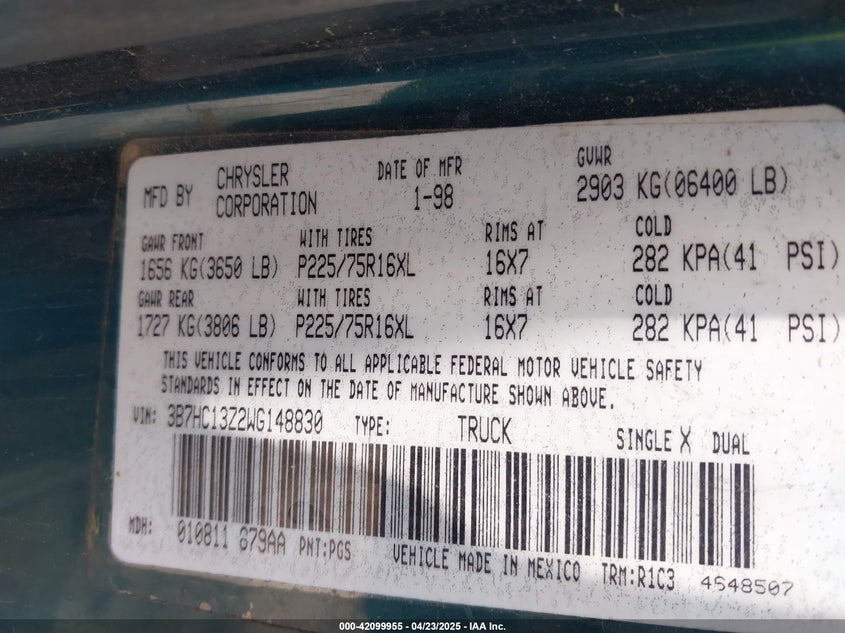 MFD BY CHRYSLER CORPORATION DATE OF MFR 1-98 GVWR 2903 KG(06400 LB)
GAWR FRONT WITH TIRES RIMS AT COLD
1656 KG(3650 LB) P225/75R16XL 16X7 282 KPA(41 PSI)
GAWR REAR WITH TIRES RIMS AT COLD
1727 KG(3806 LB) P225/75R16XL 16X7 282 KPA(41 PSI)
THIS VEHICLE CONFORMS TO ALL APPLICABLE FEDERAL MOTOR VEHICLE SAFETY
STANDARDS IN EFFECT ON THE DATE OF MANUFACTURE SHOWN ABOVE.
VIN: 3B7HC13Z2WG148830 TYPE: TRUCK SINGLE X DUAL
MDH: 010811 879AA PNT:PGS VEHICLE MADE IN MEXICO TRM:R1C3 4648507
000-42099955 - 04/23/2025 - IAA Inc.